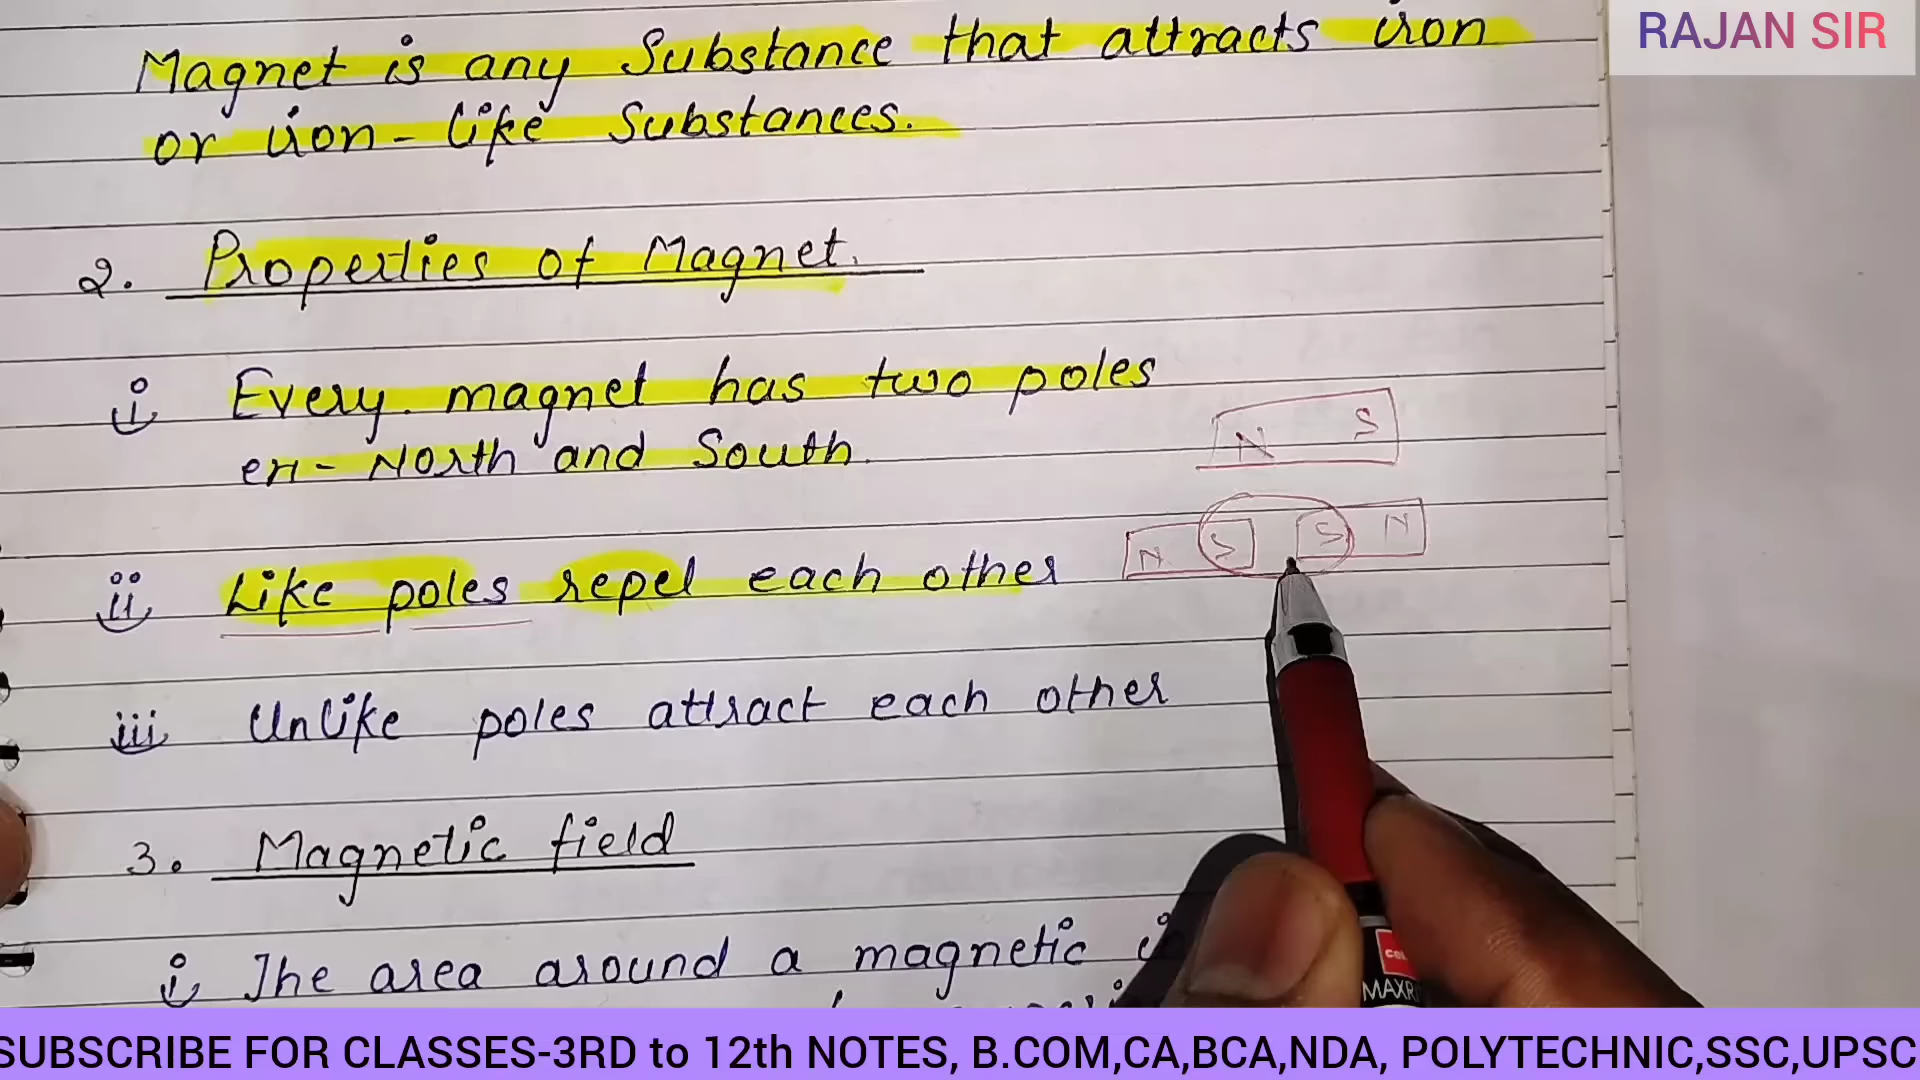 RAJAN SIR
Magnet is any Substance that attracts iron
or iron-like Substances.
2. Properties of Magnet.
i Every magnet has two poles
en- North and South.
N S
ii Like poles repel each other
N S S N
iii Unlike poles attract each other
3. Magnetic field
i The area around a magnetic
MAXR
SUBSCRIBE FOR CLASSES-3RD to 12th NOTES, B.COM,CA,BCA,NDA, POLYTECHNIC,SSC,UPSC